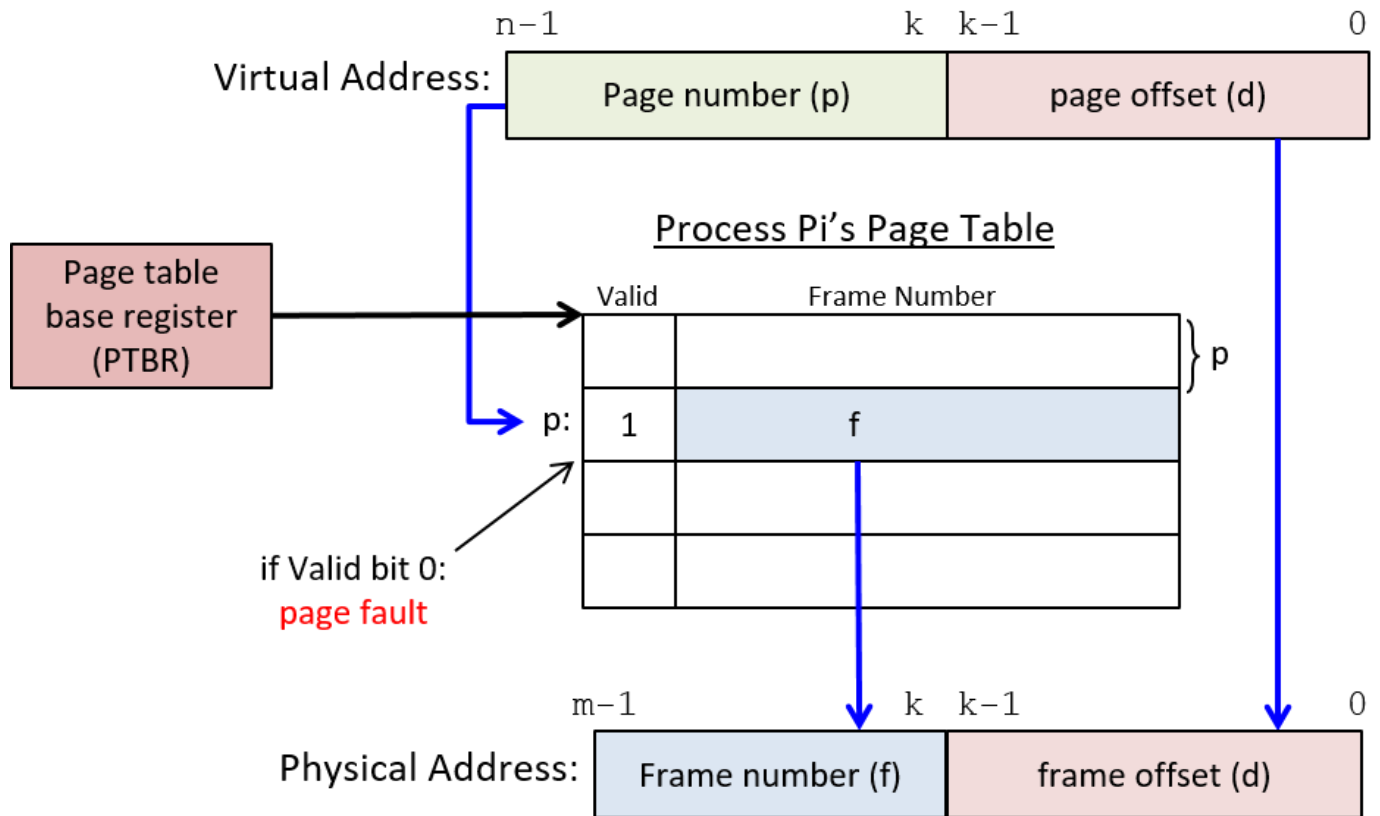 n-1 k k-1 0
Virtual Address:
Page number (p) page offset (d)
Process Pi’s Page Table
Page table
base register
(PTBR)
Valid Frame Number
p
p: 1 f
if Valid bit 0:
page fault
m-1 k k-1 0
Physical Address:
Frame number (f) frame offset (d)